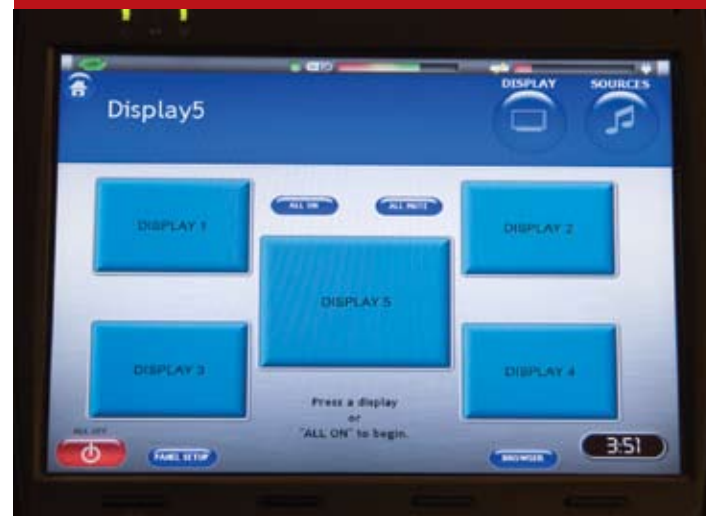 DISPLAY
SOURCES
Display5
ALL ON
ALL MUTE
DISPLAY 1
DISPLAY 2
DISPLAY 5
DISPLAY 3
DISPLAY 4
Press a display
or
"ALL ON" to begin.
ALL OFF
PANEL SETUP
BROWSER
3:51